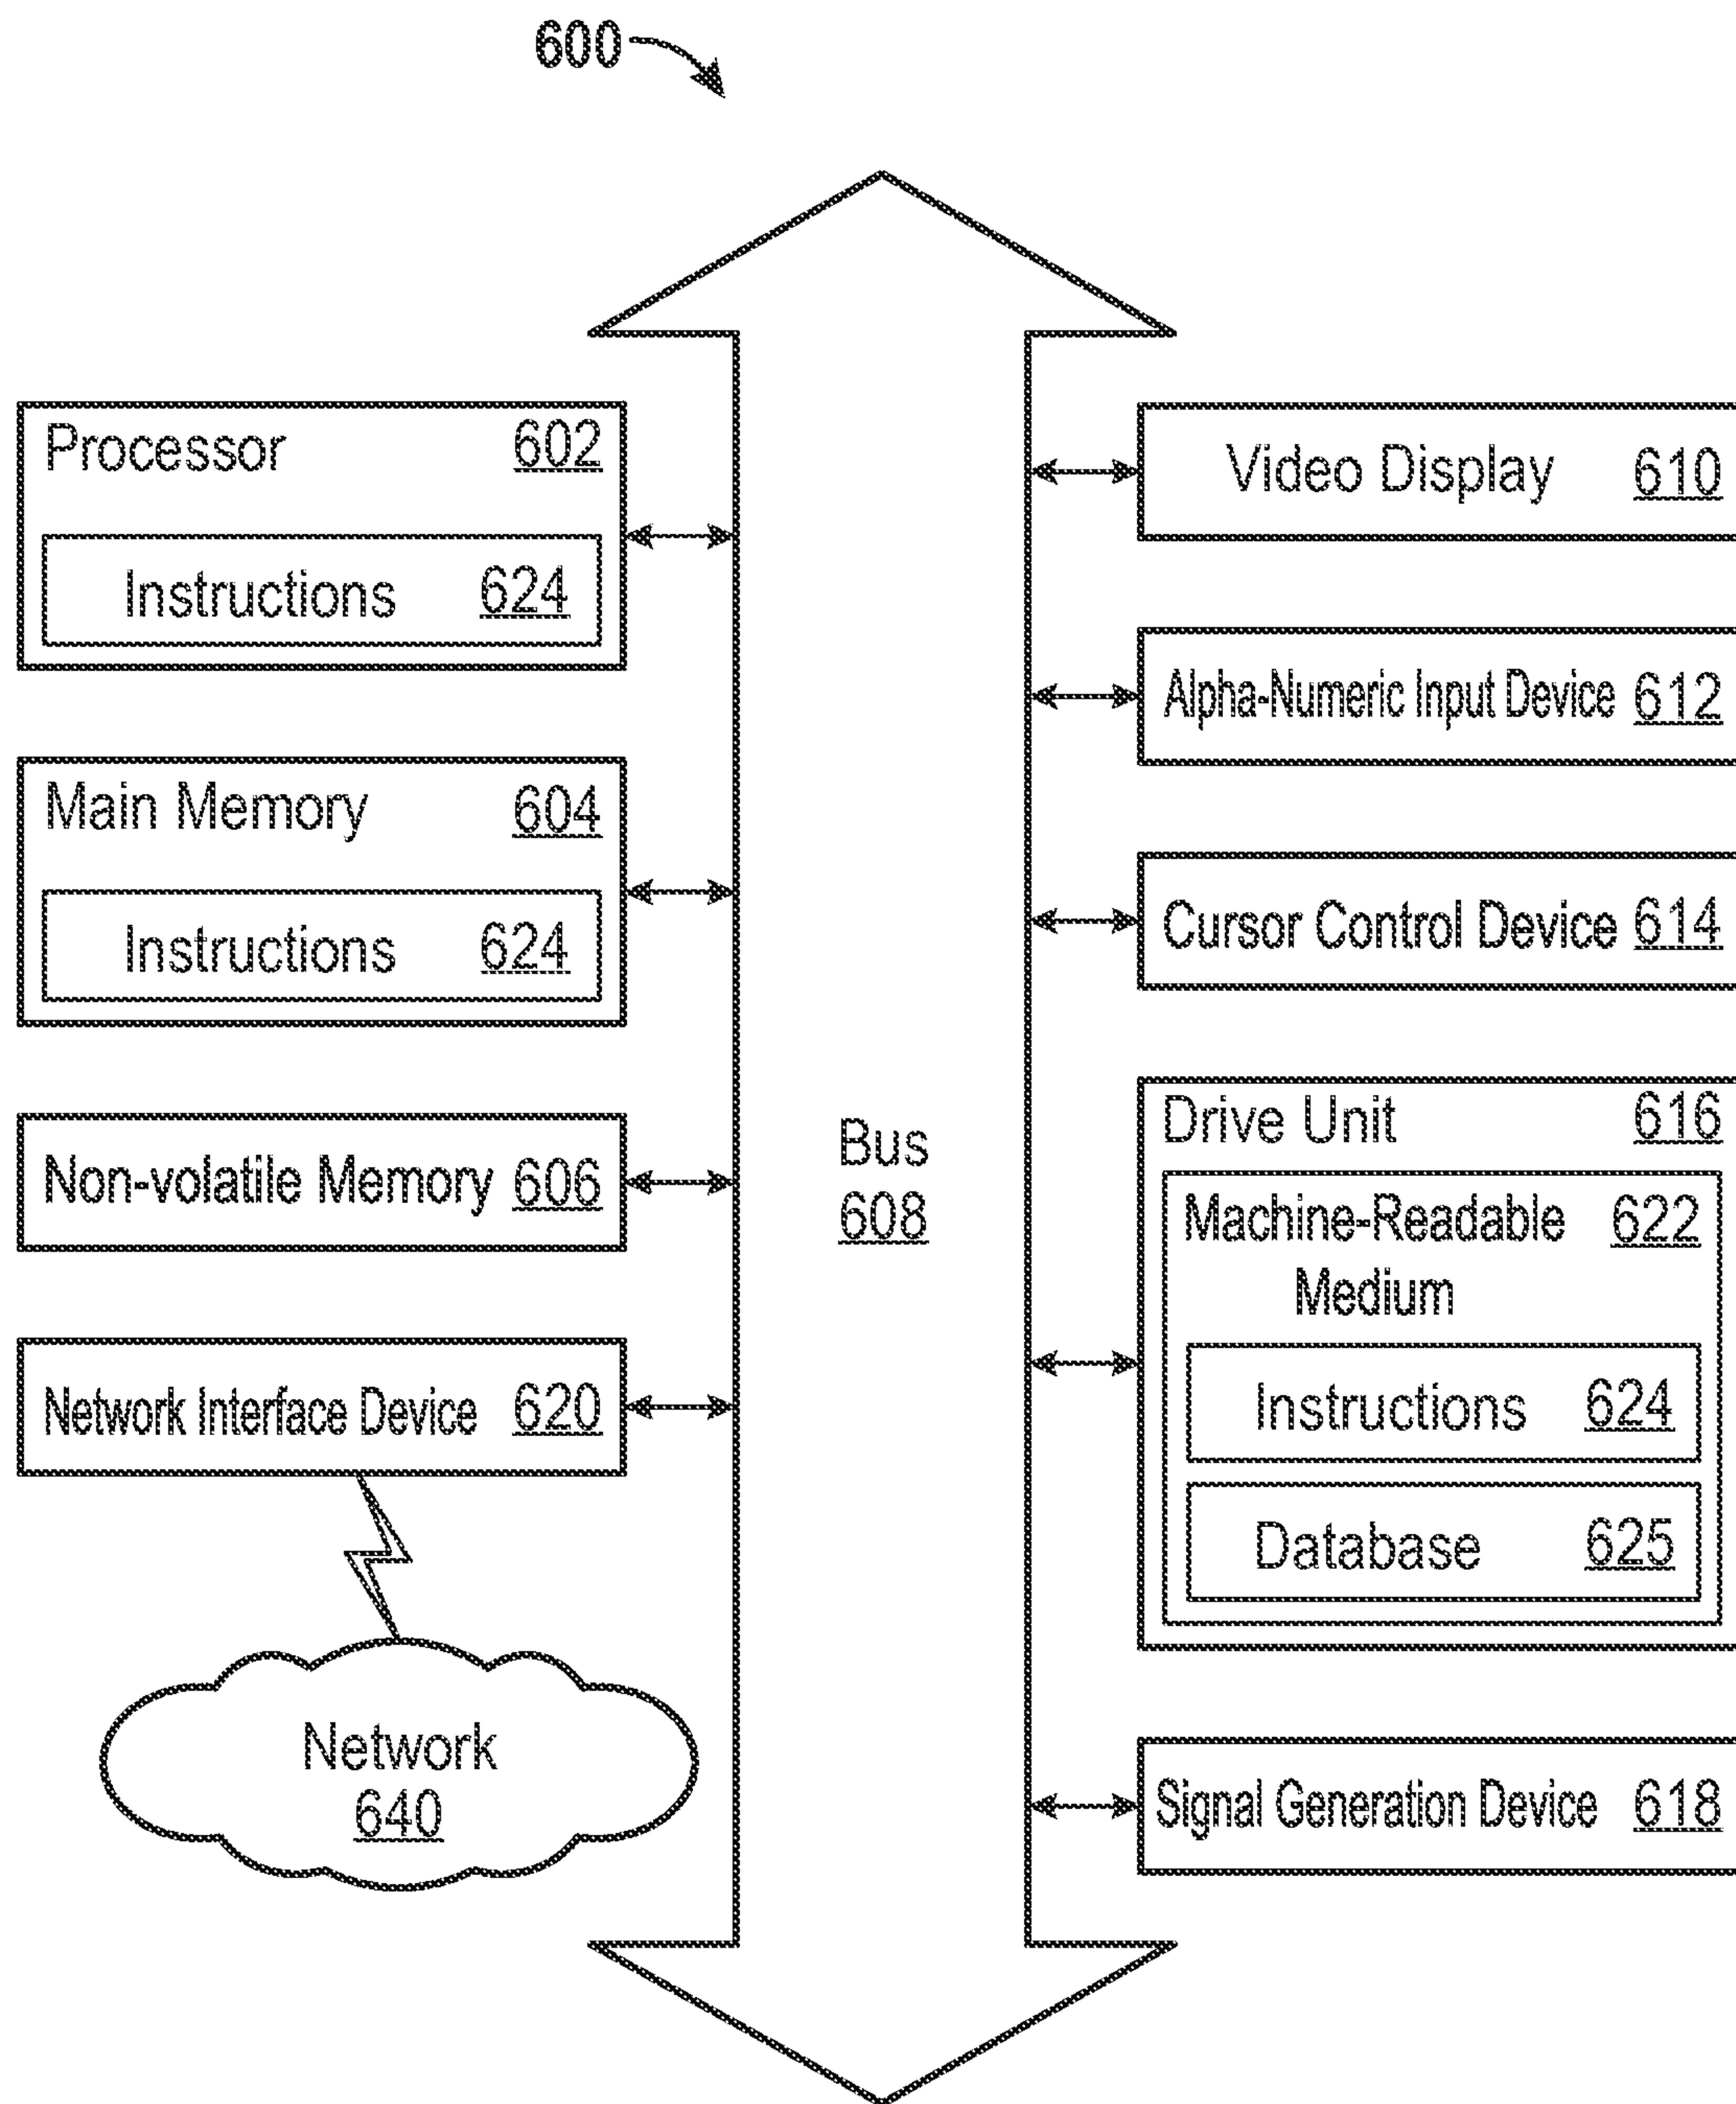 600
Processor 602
Instructions 624
Main Memory 604
Instructions 624
Non-volatile Memory 606
Network Interface Device 620
Network
640
Bus
608
Video Display 610
Alpha-Numeric Input Device 612
Cursor Control Device 614
Drive Unit 616
Machine-Readable 622
Medium
Instructions 624
Database 625
Signal Generation Device 618